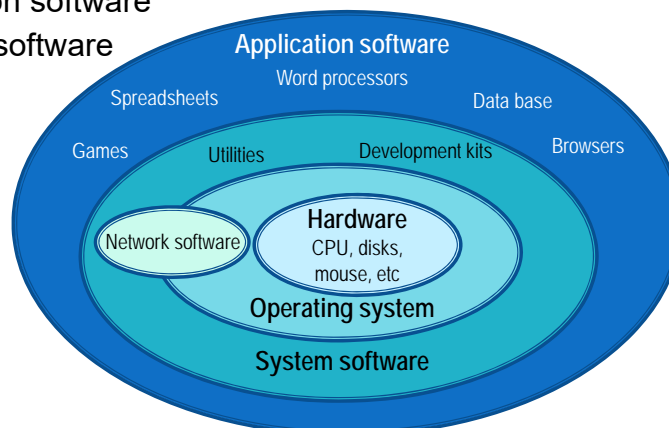 on software
software
Application software
Word processors
Spreadsheets
Data base
Games
Utilities
Development kits
Browsers
Network software
Hardware
CPU, disks,
mouse, etc
Operating system
System software